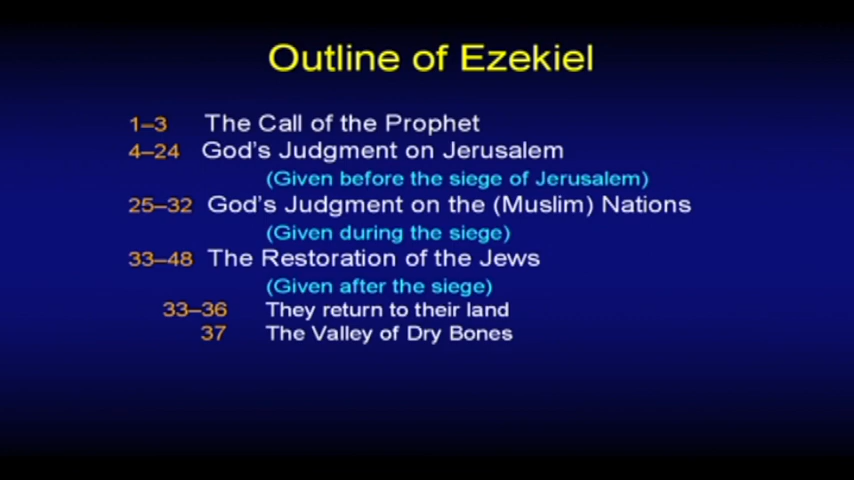 Outline of Ezekiel
1–3 The Call of the Prophet
4–24 God's Judgment on Jerusalem
(Given before the siege of Jerusalem)
25–32 God's Judgment on the (Muslim) Nations
(Given during the siege)
33–48 The Restoration of the Jews
(Given after the siege)
33–36 They return to their land
37 The Valley of Dry Bones